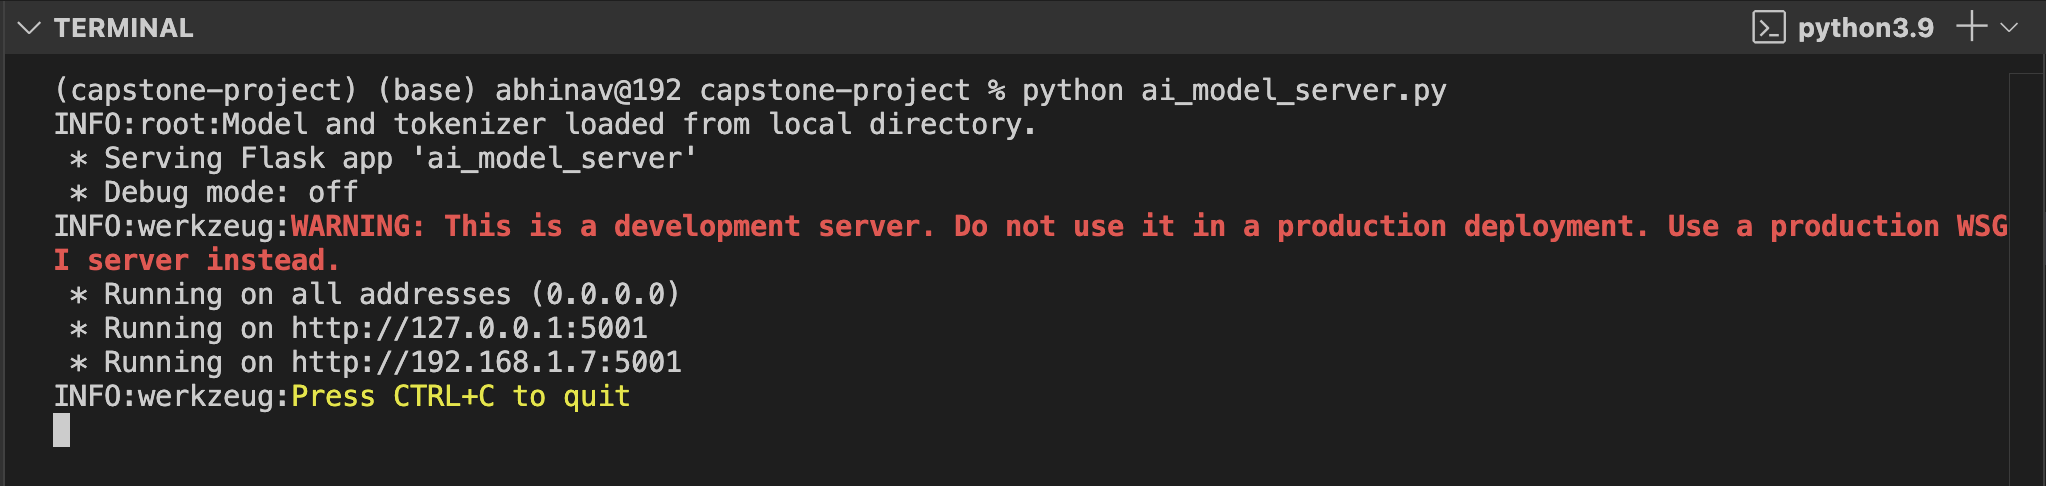 TERMINAL
python3.9
(capstone-project) (base) abhinav@192 capstone-project % python ai_model_server.py
INFO:root:Model and tokenizer loaded from local directory.
 * Serving Flask app 'ai_model_server'
 * Debug mode: off
INFO:werkzeug:WARNING: This is a development server. Do not use it in a production deployment. Use a production WSG
I server instead.
 * Running on all addresses (0.0.0.0)
 * Running on http://127.0.0.1:5001
 * Running on http://192.168.1.7:5001
INFO:werkzeug:Press CTRL+C to quit